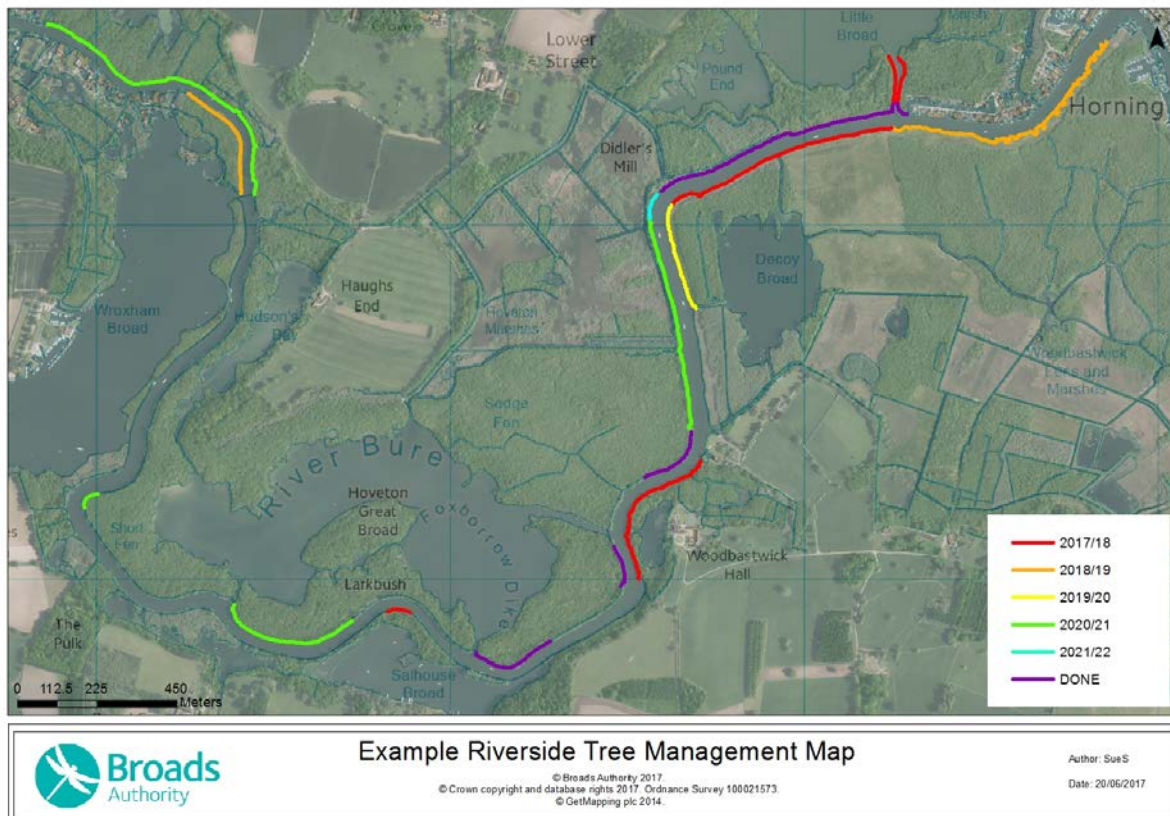 Grove
Lower
Street
Little
Broad
Marsh
Pound
End
Horning
Didler's
Mill
Decoy
Broad
Haughs
End
Wroxham
Broad
Hudson's
Hoveton
Marshes
Woodbastwick
Fens and
Marshes
Sedge
Fen
River Bure
Hoveton
Great
Broad
Foxborrow Dike
Short
Fen
Larkbush
Woodbastwick
Hall
The
Pulk
Salhouse
Broad
0 112.5 225 450
Meters
2017/18
2018/19
2019/20
2020/21
2021/22
DONE
Broads
Authority
Example Riverside Tree Management Map
© Broads Authority 2017.
© Crown copyright and database rights 2017. Ordnance Survey 100021573.
© GetMapping plc 2014.
Author: SueS
Date: 20/06/2017